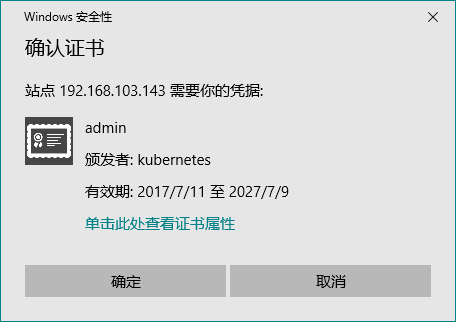 Windows 安全性
确认证书
站点 192.168.103.143 需要你的凭据:
admin
颁发者: kubernetes
有效期: 2017/7/11 至 2027/7/9
单击此处查看证书属性
确定
取消